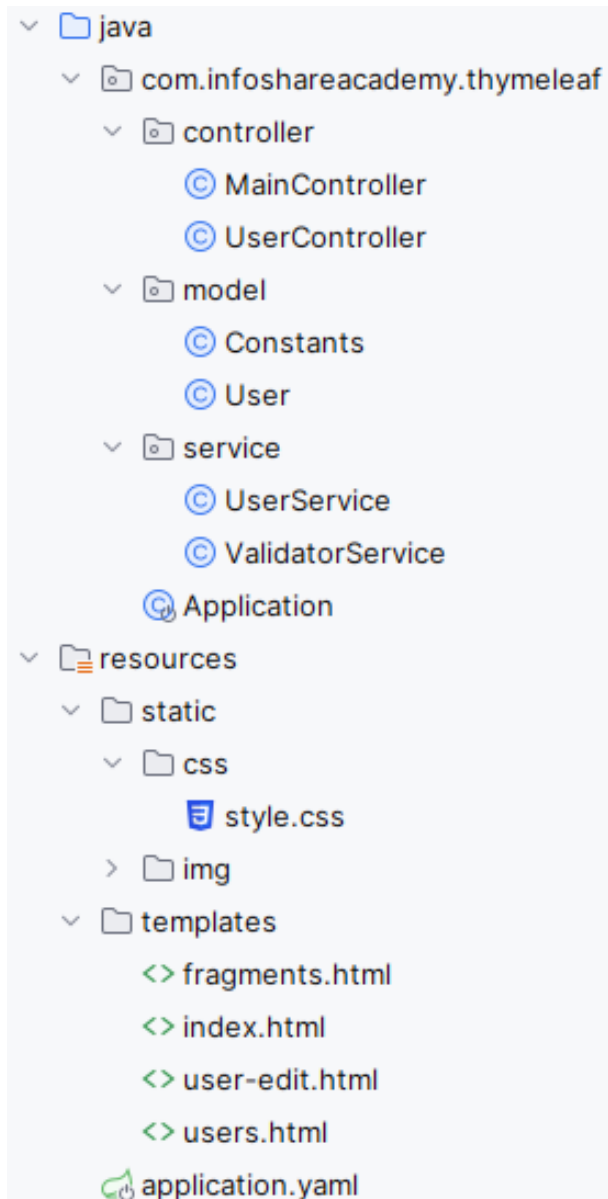 java
com.infoshareacademy.thymeleaf
controller
MainController
UserController
model
Constants
User
service
UserService
ValidatorService
Application
resources
static
css
style.css
img
templates
fragments.html
index.html
user-edit.html
users.html
application.yaml